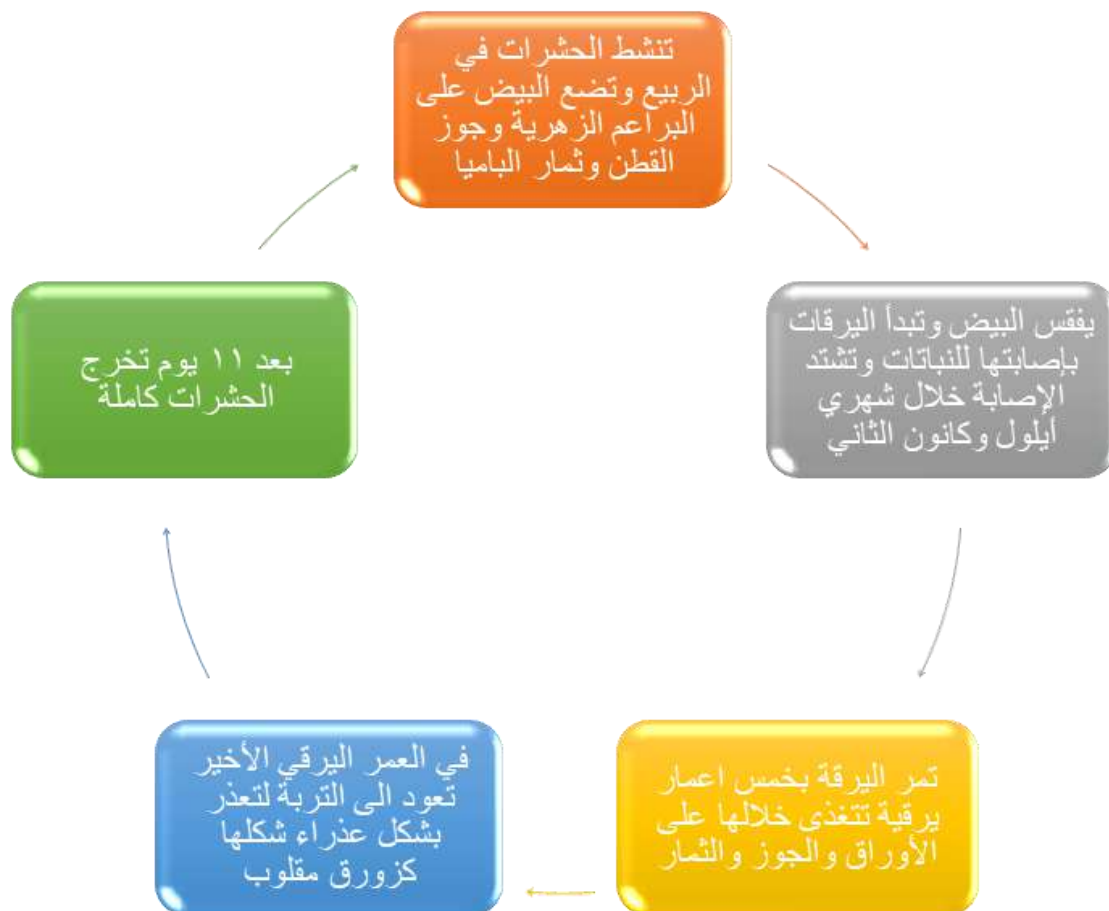 تنشط الحشرات في
الربيع وتضع البيض على
البراعم الزهرية وجوز
القطن وثمار الباميا
يفقس البيض وتبدأ اليرقات
بإصابتها للنباتات وتشتد
الإصابة خلال شهري
أيلول وكانون الثاني
تمر اليرقة بخمس اعمار
يرقية تتغذى خلالها على
الأوراق والجوز والثمار
في العمر اليرقي الأخير
تعود الى التربة لتعذر
بشكل عذراء شكلها
كزورق مقلوب
بعد ١١ يوم تخرج
الحشرات كاملة